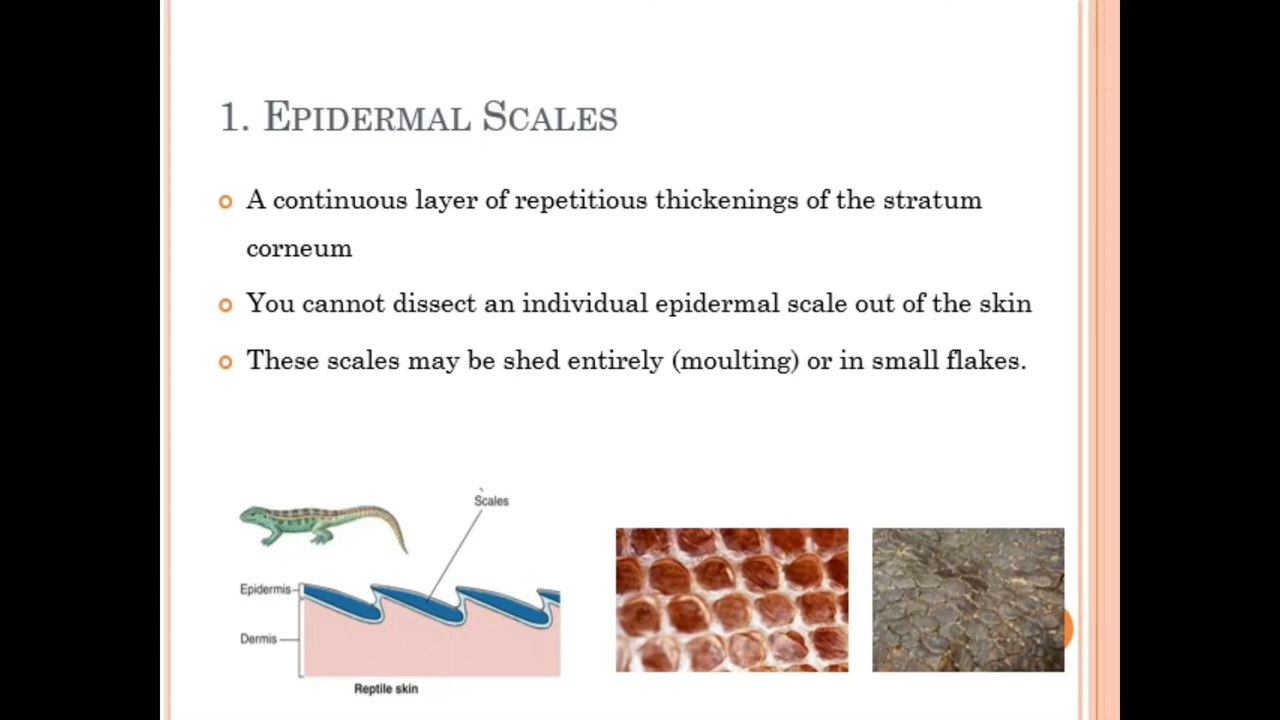 1. Epidermal Scales
A continuous layer of repetitious thickenings of the stratum
corneum
You cannot dissect an individual epidermal scale out of the skin
These scales may be shed entirely (moulting) or in small flakes.
Scales
Epidermis
Dermis
Reptile skin